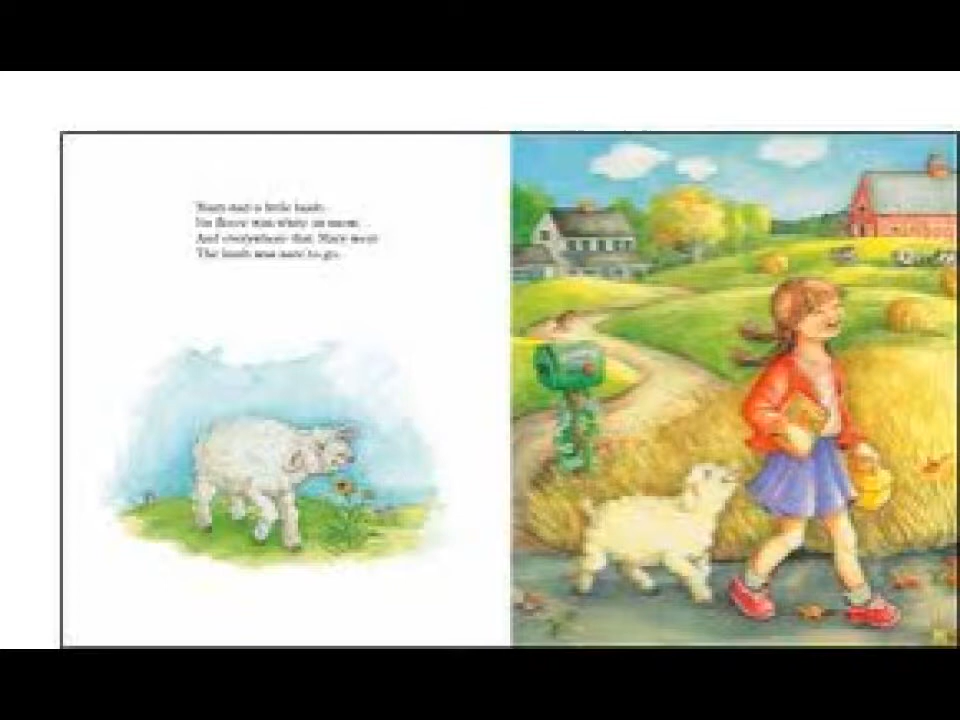 Mary had a little lamb,
Its fleece was white as snow,
And everywhere that Mary went
The lamb was sure to go.